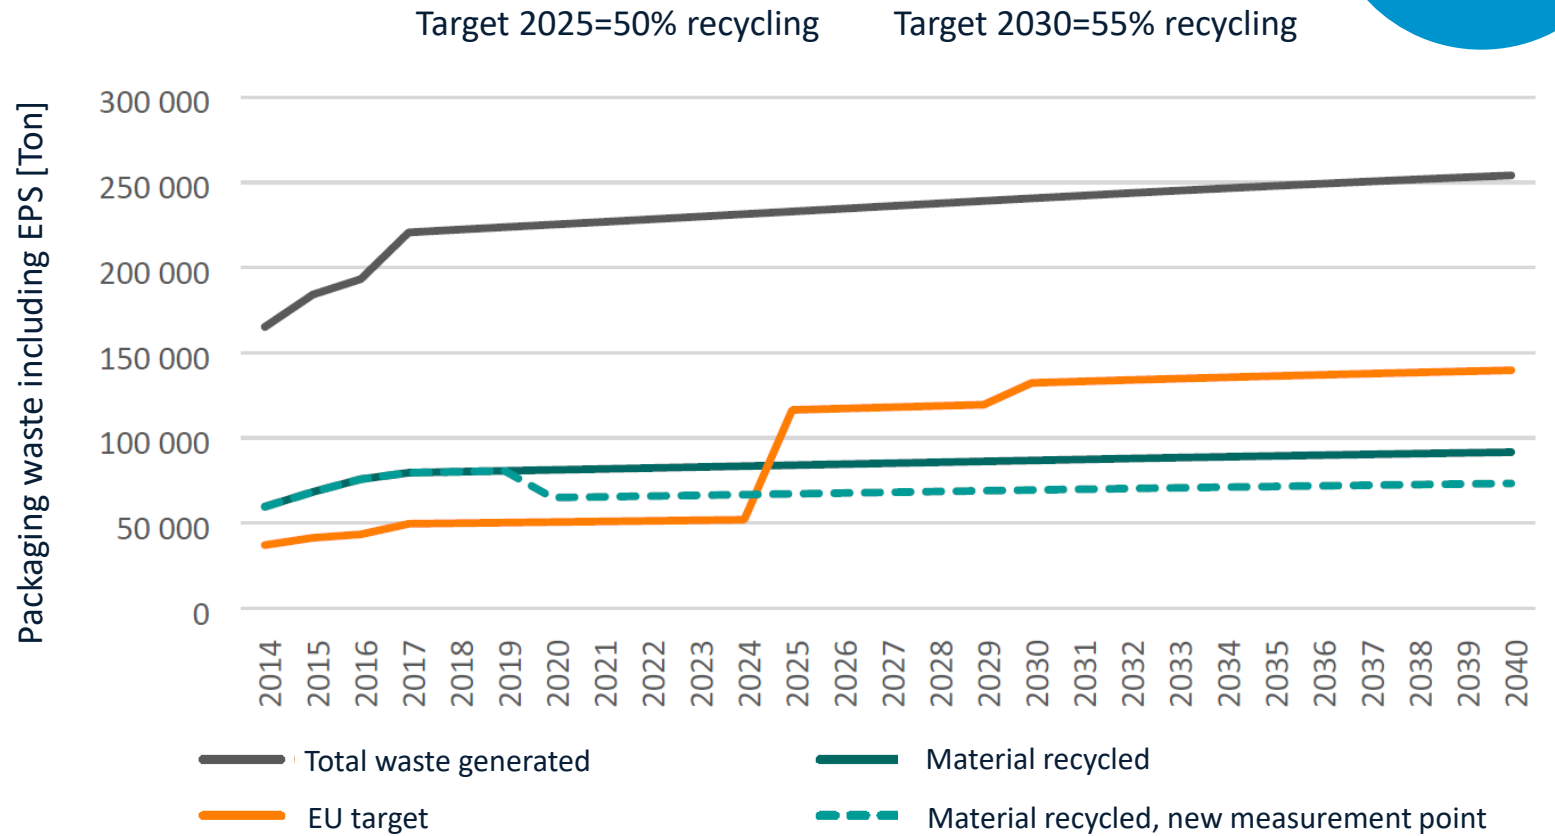 Target 2025=50% recycling Target 2030=55% recycling
Packaging waste including EPS [Ton]
300 000
250 000
200 000
150 000
100 000
50 000
0
2014 2015 2016 2017 2018 2019 2020 2021 2022 2023 2024 2025 2026 2027 2028 2029 2030 2031 2032 2033 2034 2035 2036 2037 2038 2039 2040
Total waste generated Material recycled
EU target Material recycled, new measurement point